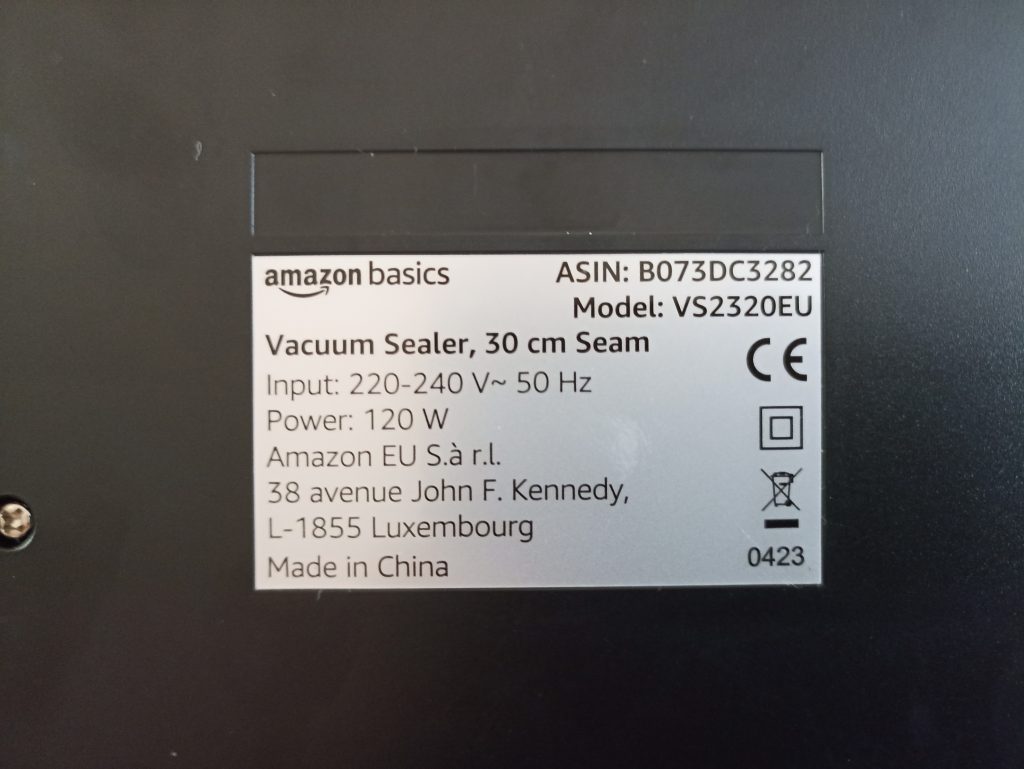 amazon basics
ASIN: B073DC3282
Model: VS2320EU
Vacuum Sealer, 30 cm Seam
Input: 220-240 V~ 50 Hz
Power: 120 W
Amazon EU S.à r.l.
38 avenue John F. Kennedy,
L-1855 Luxembourg
Made in China
CE
0423